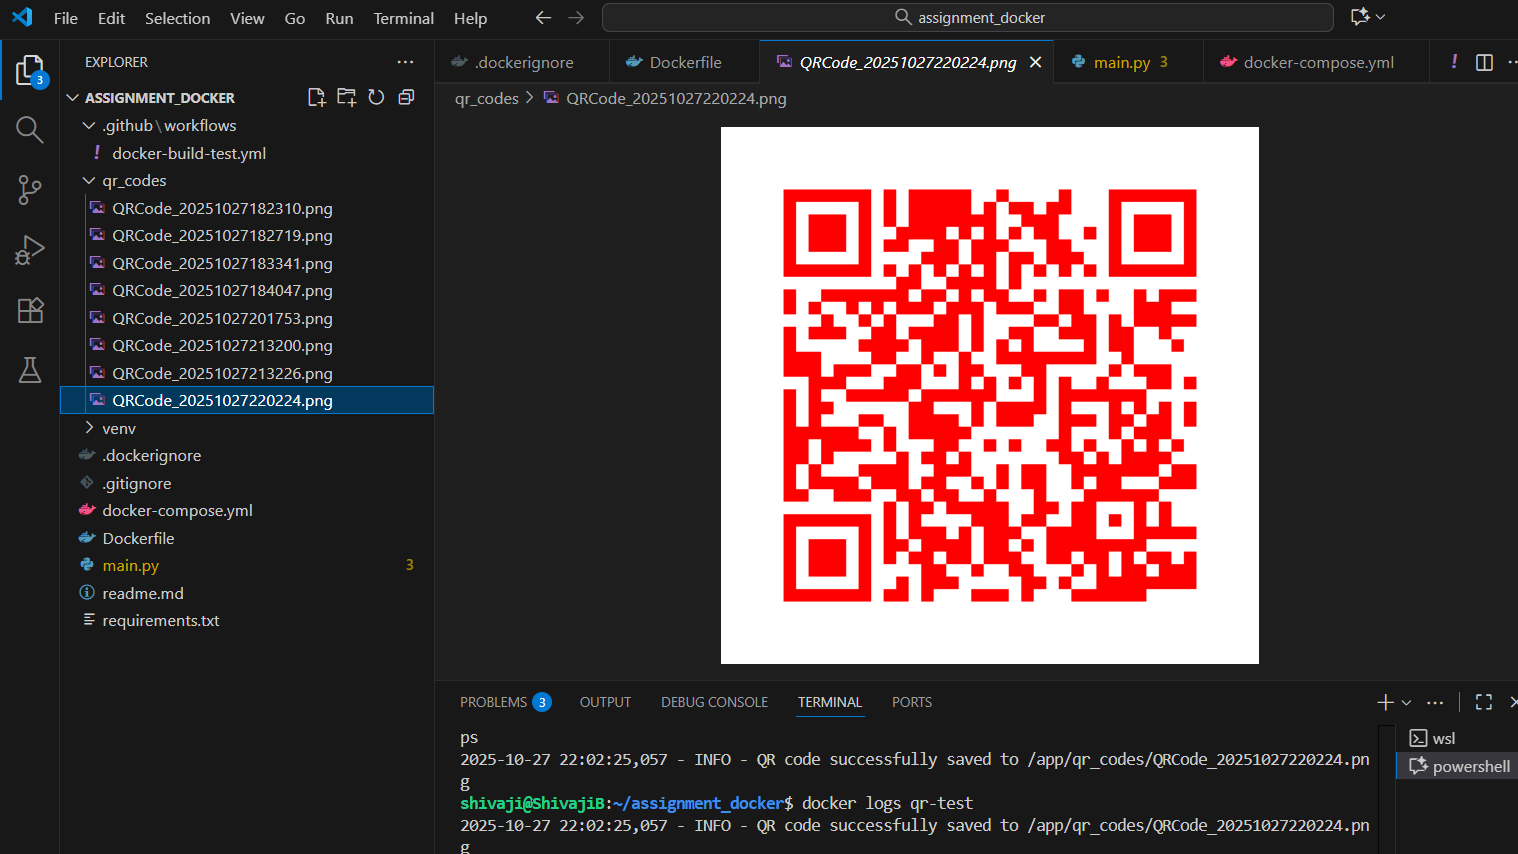 File Edit Selection View Go Run Terminal Help
assignment_docker
EXPLORER
.dockerignore
Dockerfile
QRCode_20251027220224.png
main.py 3
docker-compose.yml
!
3
ASSIGNMENT_DOCKER
qr_codes > QRCode_20251027220224.png
.github\workflows
! docker-build-test.yml
qr_codes
QRCode_20251027182310.png
QRCode_20251027182719.png
QRCode_20251027183341.png
QRCode_20251027184047.png
QRCode_20251027201753.png
QRCode_20251027213200.png
QRCode_20251027213226.png
QRCode_20251027220224.png
venv
.dockerignore
.gitignore
docker-compose.yml
Dockerfile
main.py 3
readme.md
requirements.txt
PROBLEMS 3 OUTPUT DEBUG CONSOLE TERMINAL PORTS
ps
2025-10-27 22:02:25,057 - INFO - QR code successfully saved to /app/qr_codes/QRCode_20251027220224.pn
g
shivaji@ShivajiB:~/assignment_docker$ docker logs qr-test
2025-10-27 22:02:25,057 - INFO - QR code successfully saved to /app/qr_codes/QRCode_20251027220224.pn
g
wsl
powershell